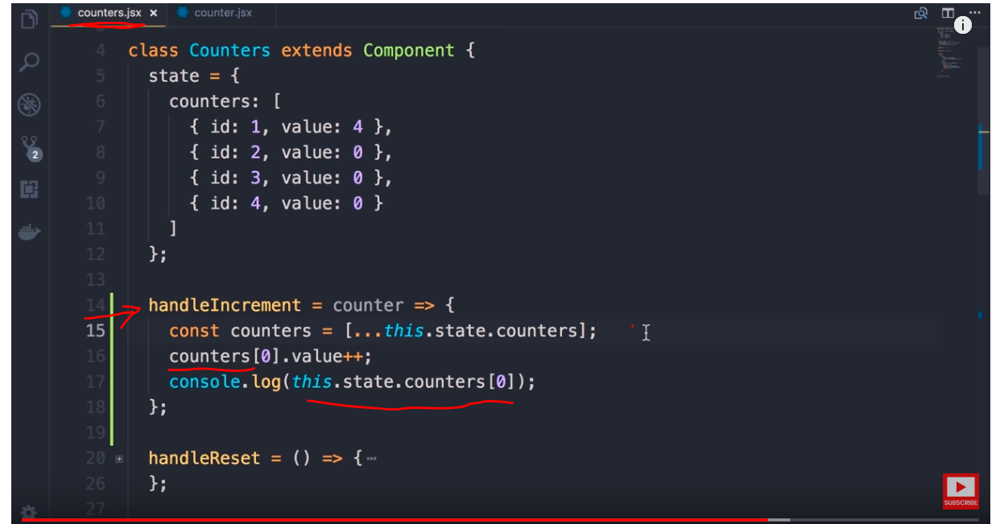 counters.jsx × counter.jsx
4 class Counters extends Component {
5 state = {
6 counters: [
7 { id: 1, value: 4 },
8 { id: 2, value: 0 },
9 { id: 3, value: 0 },
10 { id: 4, value: 0 }
11 ]
12 };
13
14 handleIncrement = counter => {
15 const counters = [...this.state.counters];
16 counters[0].value++;
17 console.log(this.state.counters[0]);
18 };
19
20 handleReset = () => {…
26 };
27
2
i
SUBSCRIBE